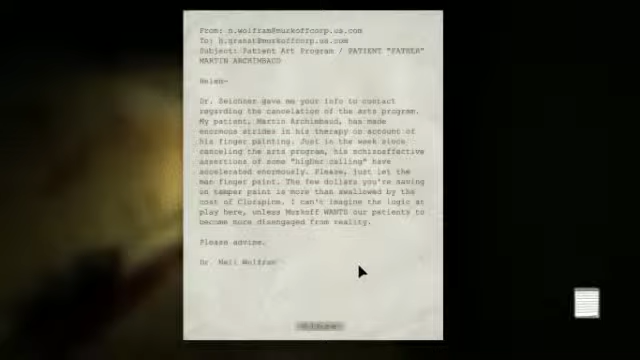 From: n.wolfram@murkoffcorp.us.com
To: h.granat@murkoffcorp.us.com
Subject: Patient Art Program / PATIENT "FATHER"
MARTIN ARCHIMBAUD
Helen-
Dr. Zeichner gave me your info to contact
regarding the cancelation of the arts program.
My patient, Martin Archimbaud, has made
enormous strides in his therapy on account of
his finger painting. Just in the week since
canceling the arts program, his schizoaffective
assertions of some "higher calling" have
accelerated enormously. Please, just let the
man finger paint. The few dollars you're saving
on tamper paint is more than swallowed by the
cost of Clozapine. I can't imagine the logic at
play here, unless Murkoff WANTS our patients to
become more disengaged from reality.
Please advise.
Dr. Neil Wolfram